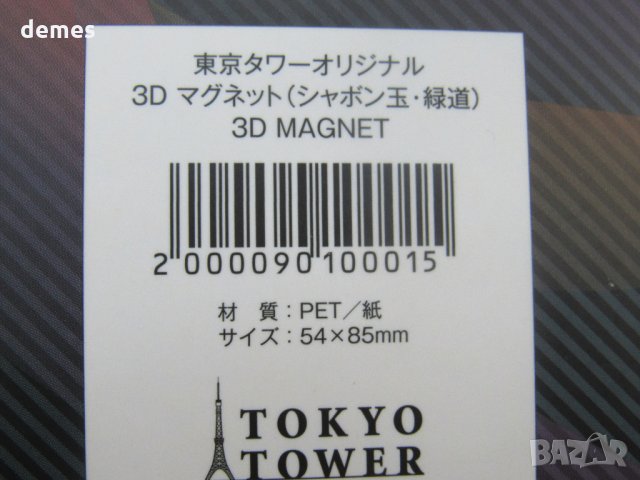 demes
東京タワーオリジナル
3D マグネット(シャボン玉・緑道)
3D MAGNET
2 000090 100015
材 質:PET/紙
サイズ:54×85mm
TOKYO
TOWER
BAZAR